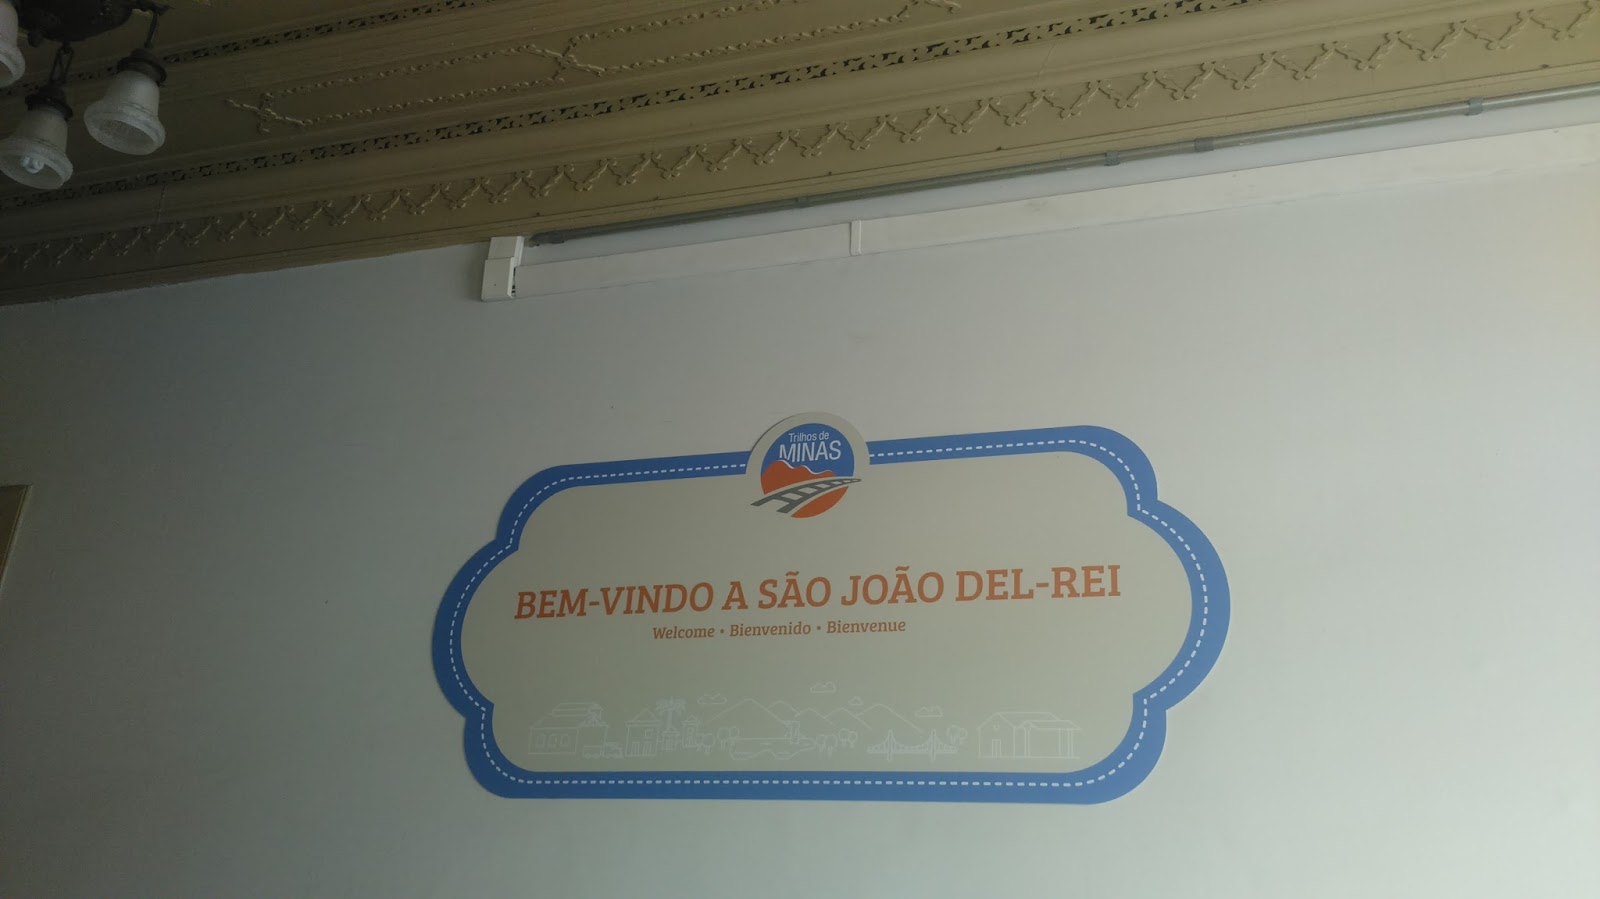 Trilhos de
MINAS
BEM-VINDO A SÃO JOÃO DEL-REI
Welcome • Bienvenido • Bienvenue